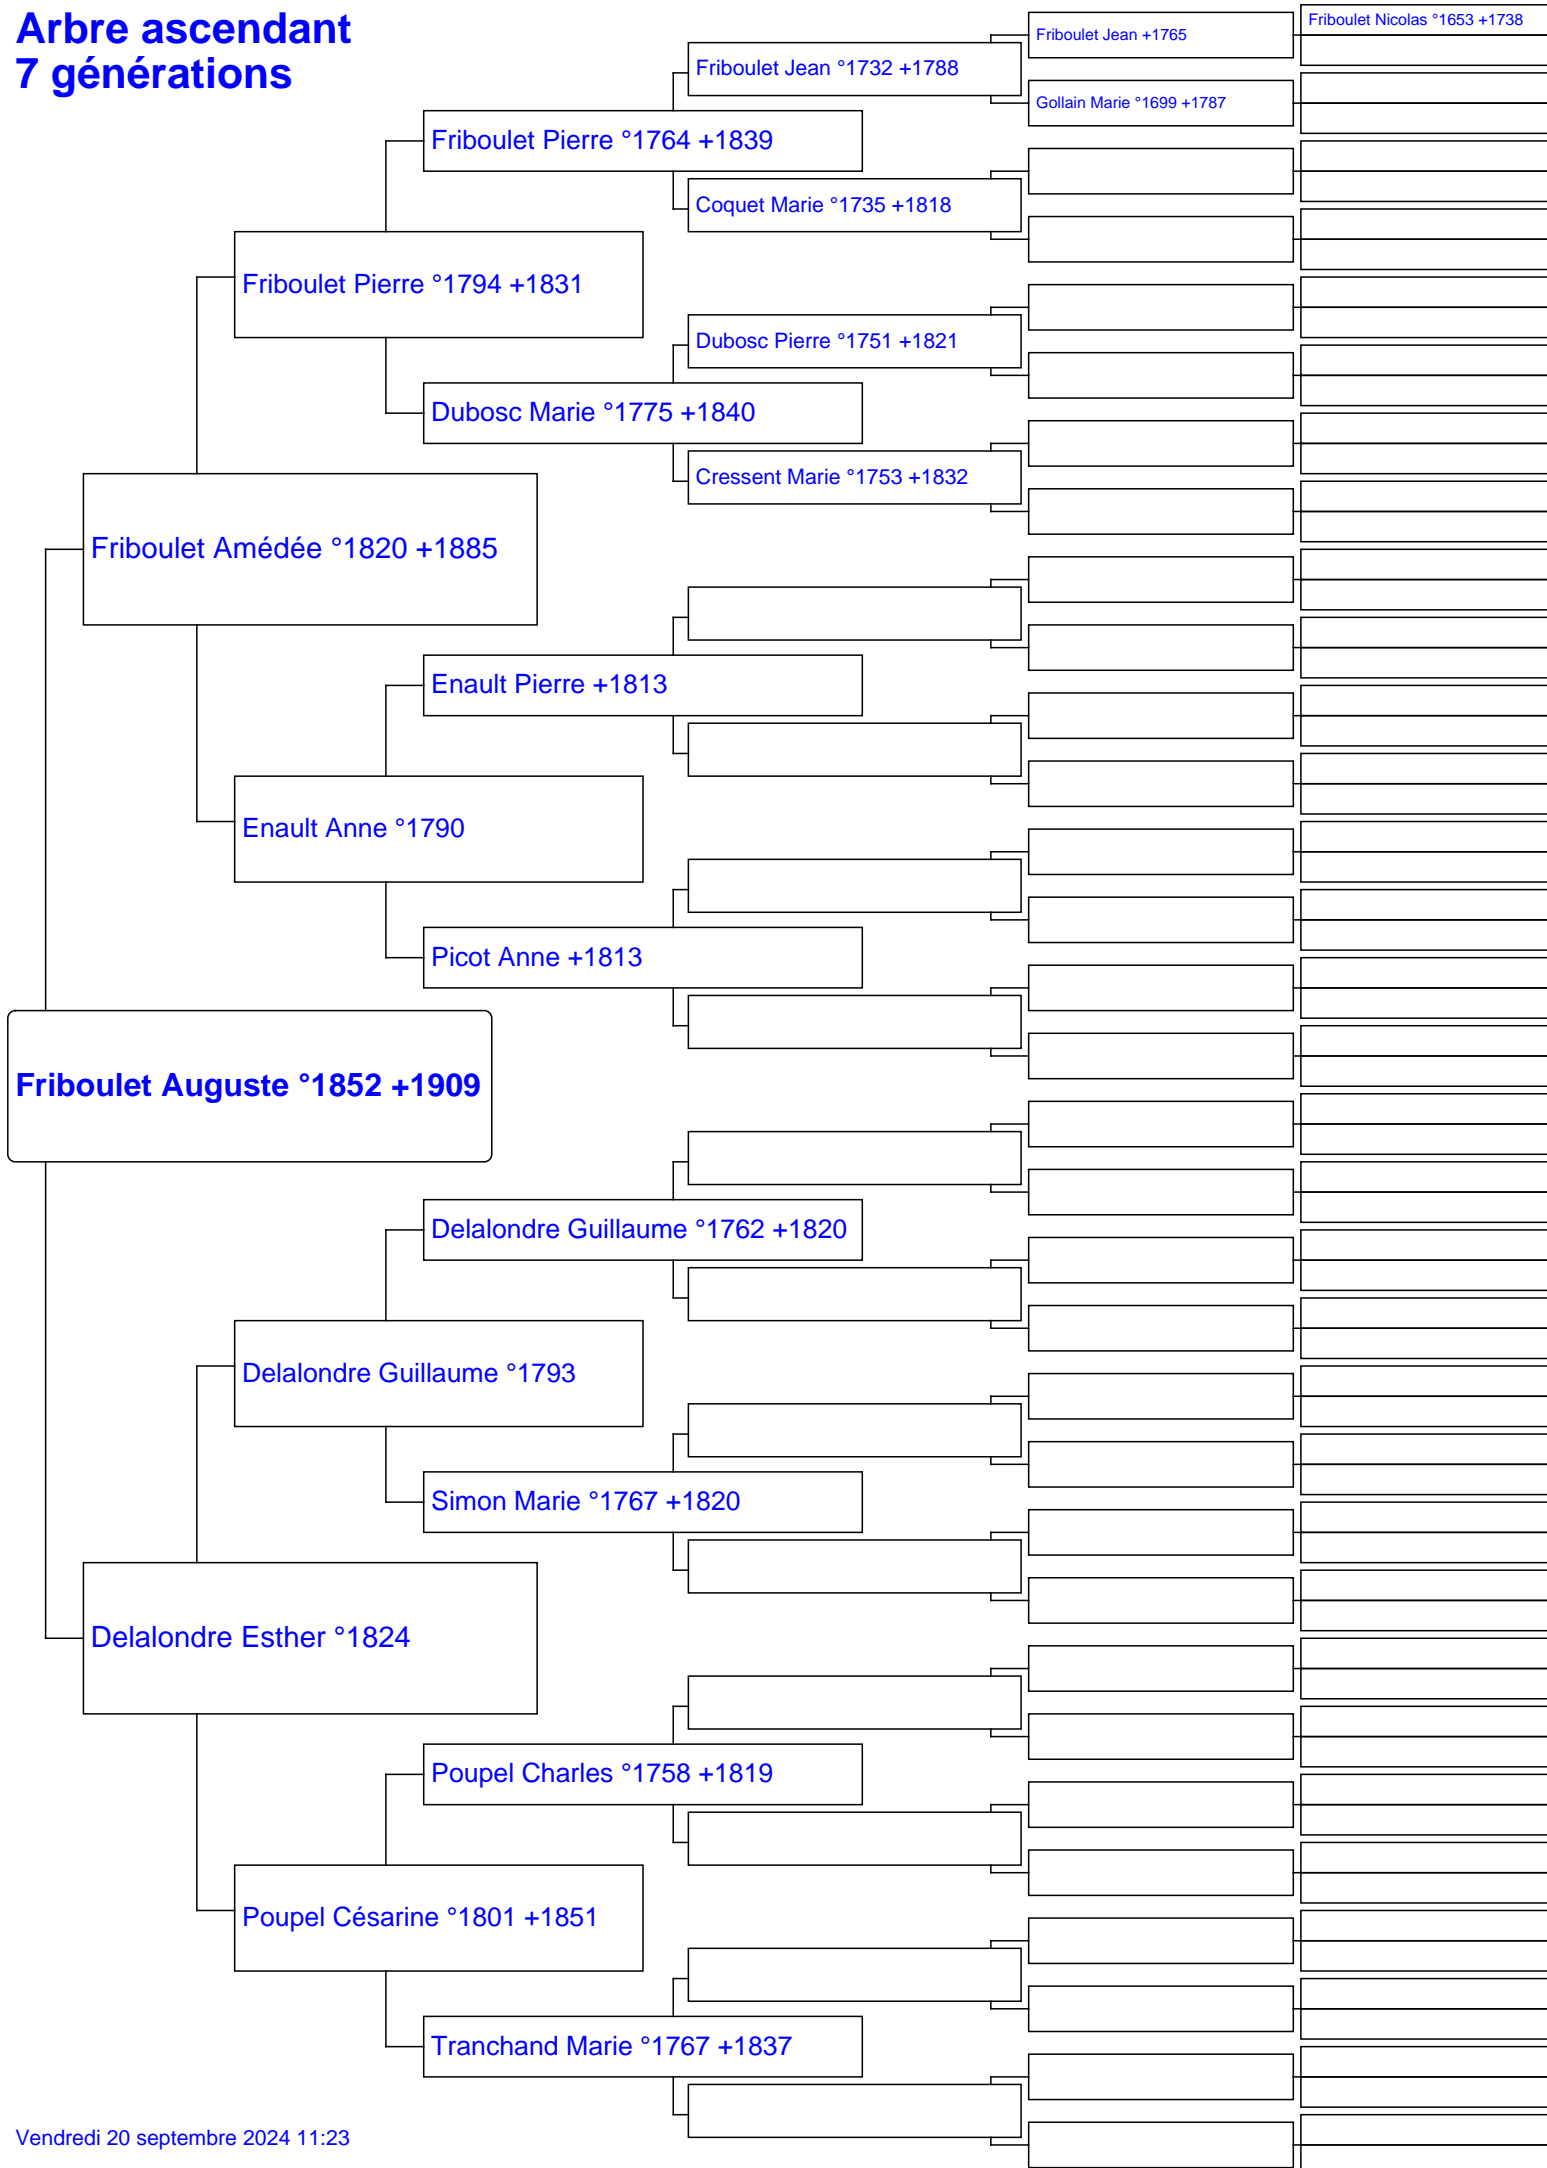 Arbre ascendant
7 générations
Friboulet Nicolas °1653 +1738
Friboulet Jean +1765
Friboulet Jean °1732 +1788
Gollain Marie °1699 +1787
Friboulet Pierre °1764 +1839
Coquet Marie °1735 +1818
Friboulet Pierre °1794 +1831
Dubosc Pierre °1751 +1821
Dubosc Marie °1775 +1840
Cressent Marie °1753 +1832
Friboulet Amédée °1820 +1885
Enault Pierre +1813
Enault Anne °1790
Picot Anne +1813
Friboulet Auguste °1852 +1909
Delalondre Guillaume °1762 +1820
Delalondre Guillaume °1793
Simon Marie °1767 +1820
Delalondre Esther °1824
Poupel Charles °1758 +1819
Poupel Césarine °1801 +1851
Tranchand Marie °1767 +1837
Vendredi 20 septembre 2024 11:23